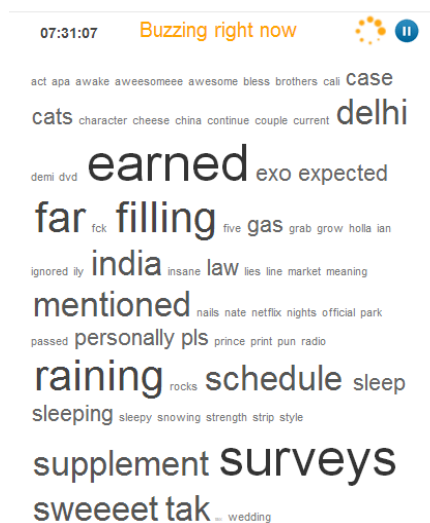 07:31:07 Buzzing right now
act apa awake aweesomeee awesome bless brothers cali case
cats character cheese china continue couple current delhi
demi dvd earned exo expected
far fck filling five gas grab grow holla ian
ignored ily india insane law lies line market meaning
mentioned nails nate netflix nights official park
passed personally pls prince print pun radio
raining rocks schedule sleep
sleeping sleepy snowing strength strip style
supplement surveys
sweeeet tak wedding